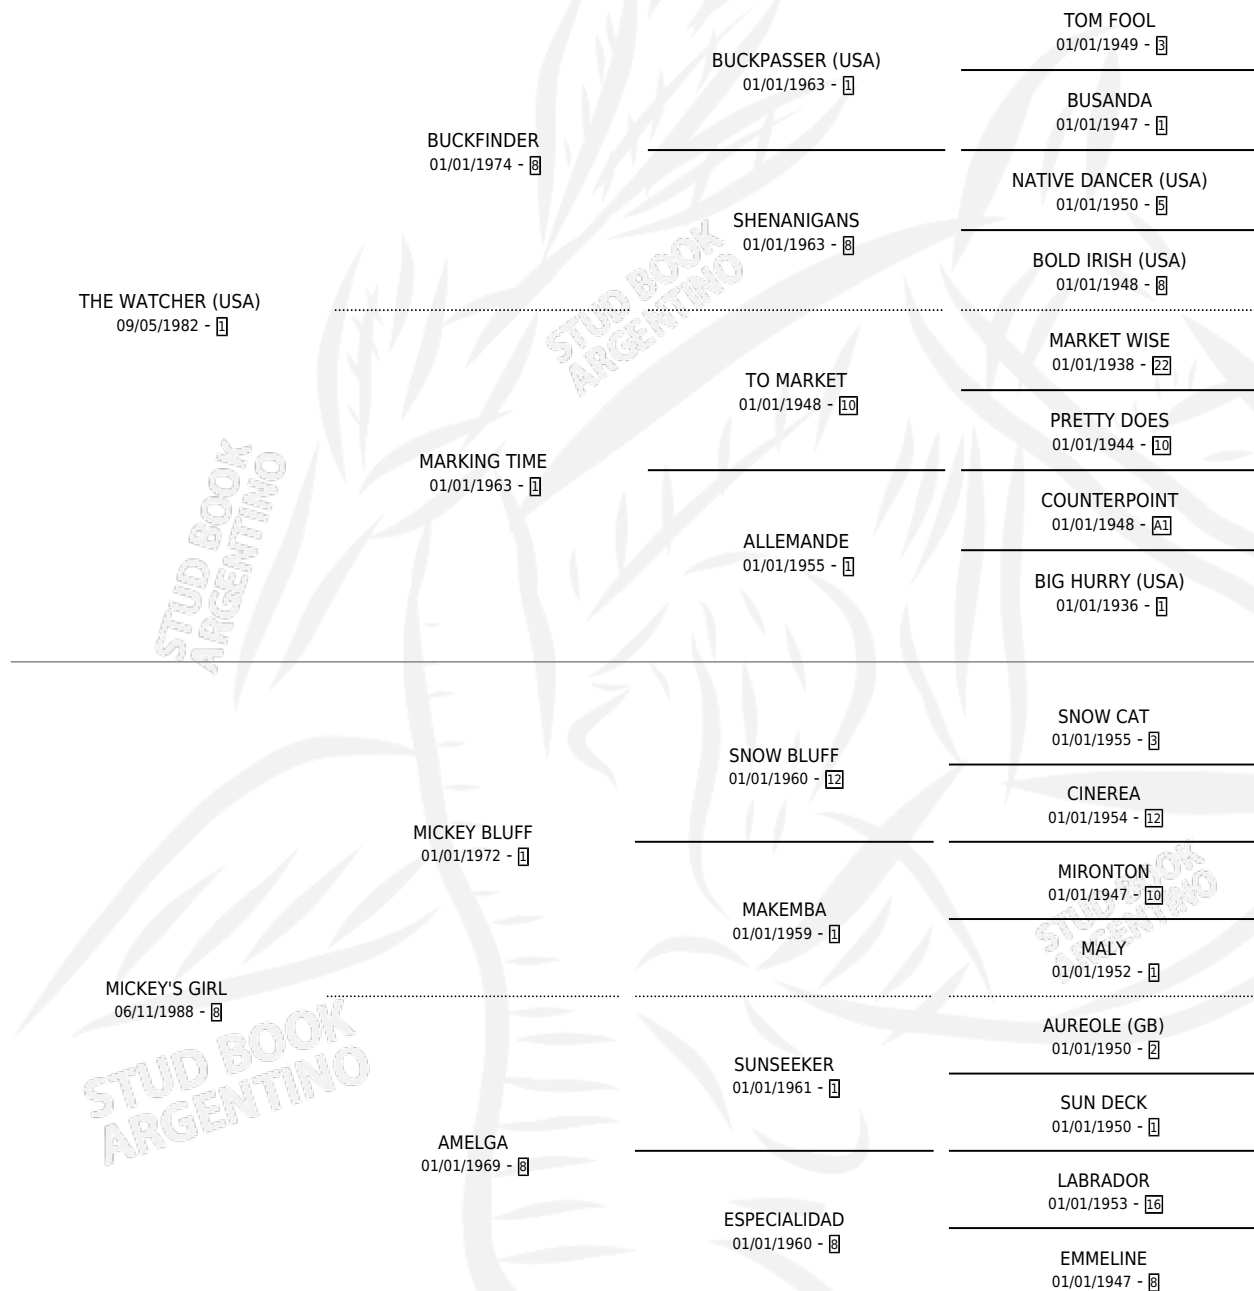 TOM FOOL
01/01/1949 - 3
BUCKPASSER (USA)
01/01/1963 - 1
BUSANDA
01/01/1947 - 1
BUCKFINDER
01/01/1974 - 8
NATIVE DANCER (USA)
01/01/1950 - 5
SHENANIGANS
01/01/1963 - 8
BOLD IRISH (USA)
01/01/1948 - 8
THE WATCHER (USA)
09/05/1982 - 1
MARKET WISE
01/01/1938 - 22
TO MARKET
01/01/1948 - 10
PRETTY DOES
01/01/1944 - 10
MARKING TIME
01/01/1963 - 1
COUNTERPOINT
01/01/1948 - A1
ALLEMANDE
01/01/1955 - 1
BIG HURRY (USA)
01/01/1936 - 1
STUD BOOK
ARGENTINO
STUD BOOK
ARGENTINO
SNOW CAT
01/01/1955 - 3
SNOW BLUFF
01/01/1960 - 12
CINEREA
01/01/1954 - 12
MICKEY BLUFF
01/01/1972 - 1
MIRONTON
01/01/1947 - 10
MAKEMBA
01/01/1959 - 1
MALY
01/01/1952 - 1
STUD BOOK
ARGENTINO
MICKEY'S GIRL
06/11/1988 - 8
STUD BOOK
ARGENTINO
AUREOLE (GB)
01/01/1950 - 2
SUNSEEKER
01/01/1961 - 1
SUN DECK
01/01/1950 - 1
AMELGA
01/01/1969 - 8
LABRADOR
01/01/1953 - 16
ESPECIALIDAD
01/01/1960 - 8
EMMELINE
01/01/1947 - 8